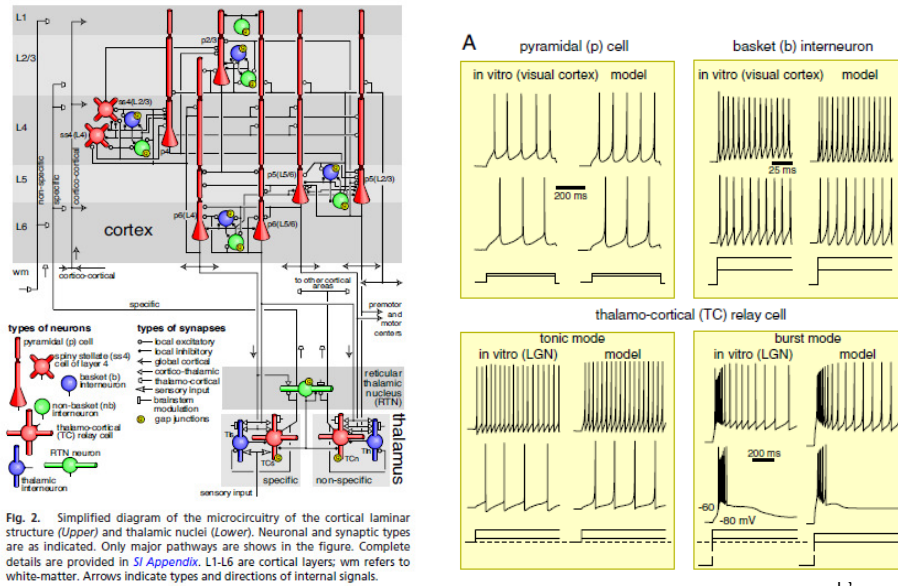 L1
L2/3
L4
L5
L6
wm
non-specific
specific
cortico-cortical
p2/3
ss4(L2/3)
ss4(L4)
p5(L5/6)
p5(L2/3)
p6(L4)
p6(L5/6)
cortex
cortico-cortical
to other cortical
areas
specific
premotor
and
motor
centers
types of neurons
pyramidal (p) cell
spiny stellate (ss4)
cell of layer 4
basket (b)
interneuron
non-basket (nb)
interneuron
thalamo-cortical
(TC) relay cell
RTN neuron
thalamic
interneuron
types of synapses
local excitatory
local inhibitory
global cortical
cortico-thalamic
thalamo-cortical
sensory input
brainstem
modulation
gap junctions
reticular
thalamic
nucleus
(RTN)
thalamus
TIs
TCs
TCn
TIn
specific
non-specific
sensory input
Fig. 2. Simplified diagram of the microcircuitry of the cortical laminar
structure (Upper) and thalamic nuclei (Lower). Neuronal and synaptic types
are as indicated. Only major pathways are shown in the figure. Complete
details are provided in SI Appendix. L1-L6 are cortical layers; wm refers to
white-matter. Arrows indicate types and directions of internal signals.
A
pyramidal (p) cell
in vitro (visual cortex) model
200 ms
basket (b) interneuron
in vitro (visual cortex) model
25 ms
thalamo-cortical (TC) relay cell
tonic mode
in vitro (LGN) model
burst mode
in vitro (LGN) model
200 ms
-60
-80 mV